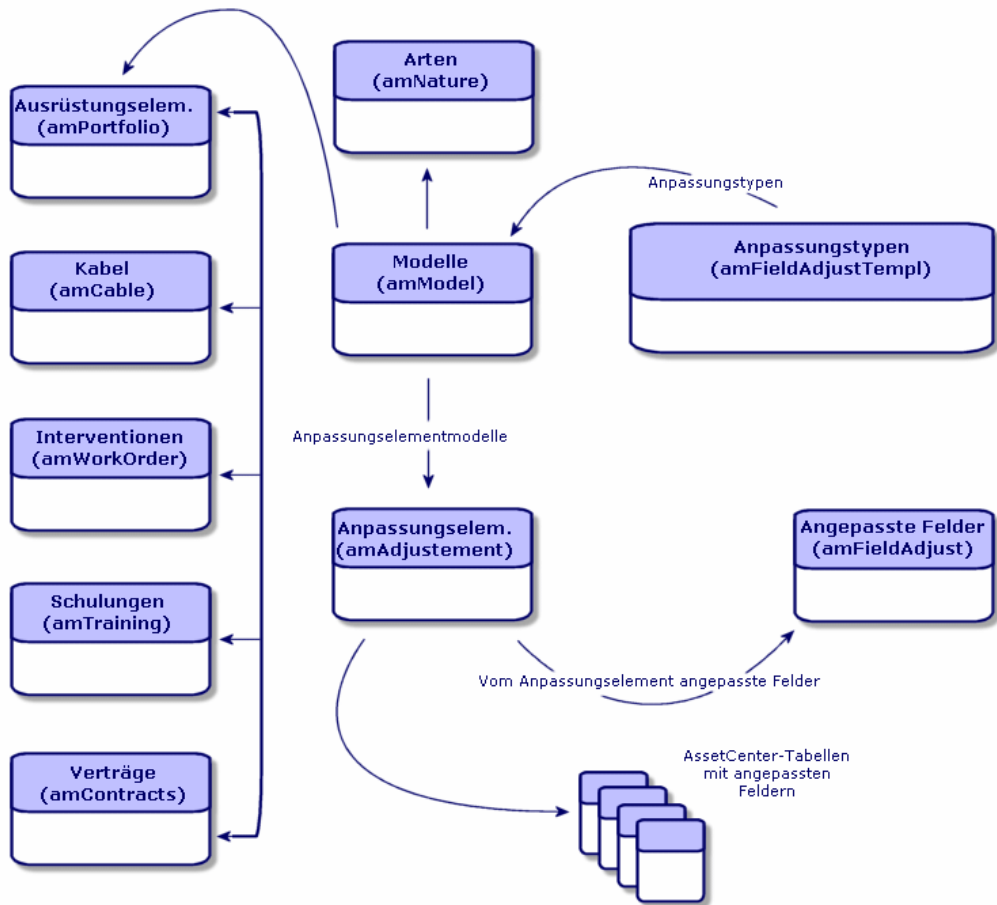 Arten
(amNature)
Ausrüstungselem.
(amPortfolio)
Anpassungstypen
Kabel
(amCable)
Modelle
(amModel)
Anpassungstypen
(amFieldAdjustTempl)
Interventionen
(amWorkOrder)
Anpassungselementmodelle
Anpassungselem.
(amAdjustement)
Angepasste Felder
(amFieldAdjust)
Schulungen
(amTraining)
Vom Anpassungselement angepasste Felder
Verträge
(amContracts)
AssetCenter-Tabellen
mit angepassten
Feldern